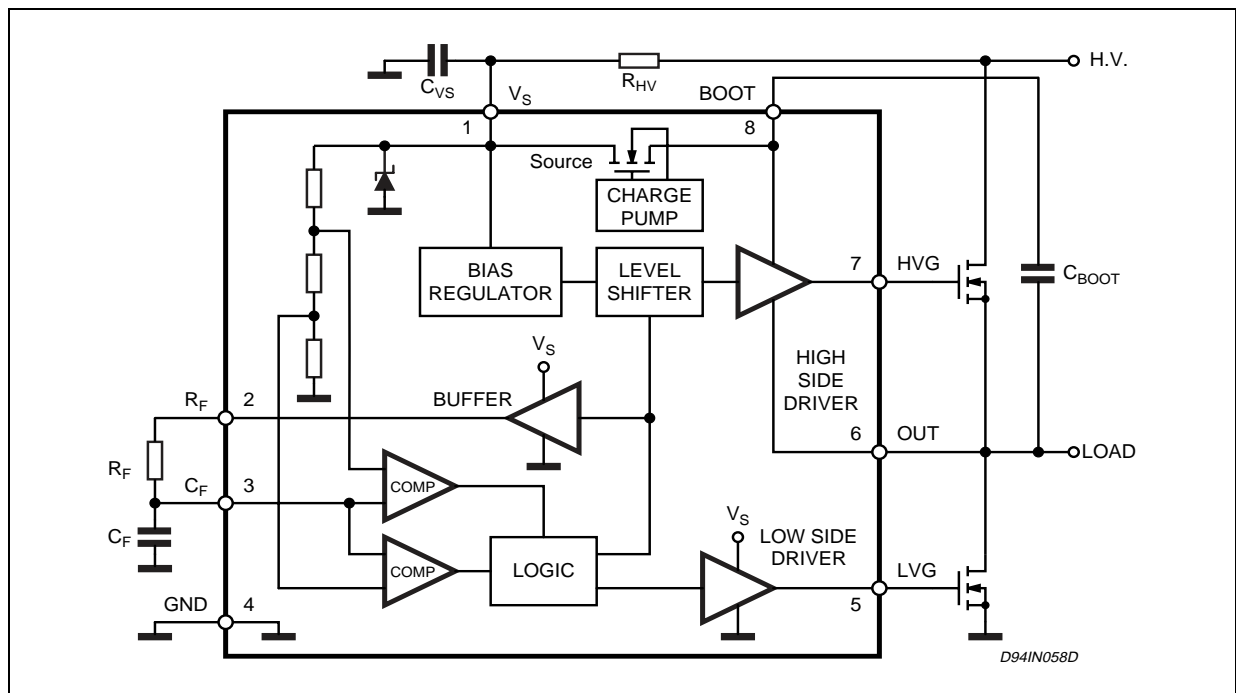 H.V.
C_VS
R_HV
V_S
BOOT
1
8
Source
CHARGE
PUMP
BIAS
REGULATOR
LEVEL
SHIFTER
7
HVG
C_BOOT
V_S
HIGH
SIDE
DRIVER
R_F
2
BUFFER
6
OUT
LOAD
R_F
C_F
3
COMP
V_S
LOW SIDE
DRIVER
C_F
COMP
LOGIC
LVG
GND
4
5
D94IN058D